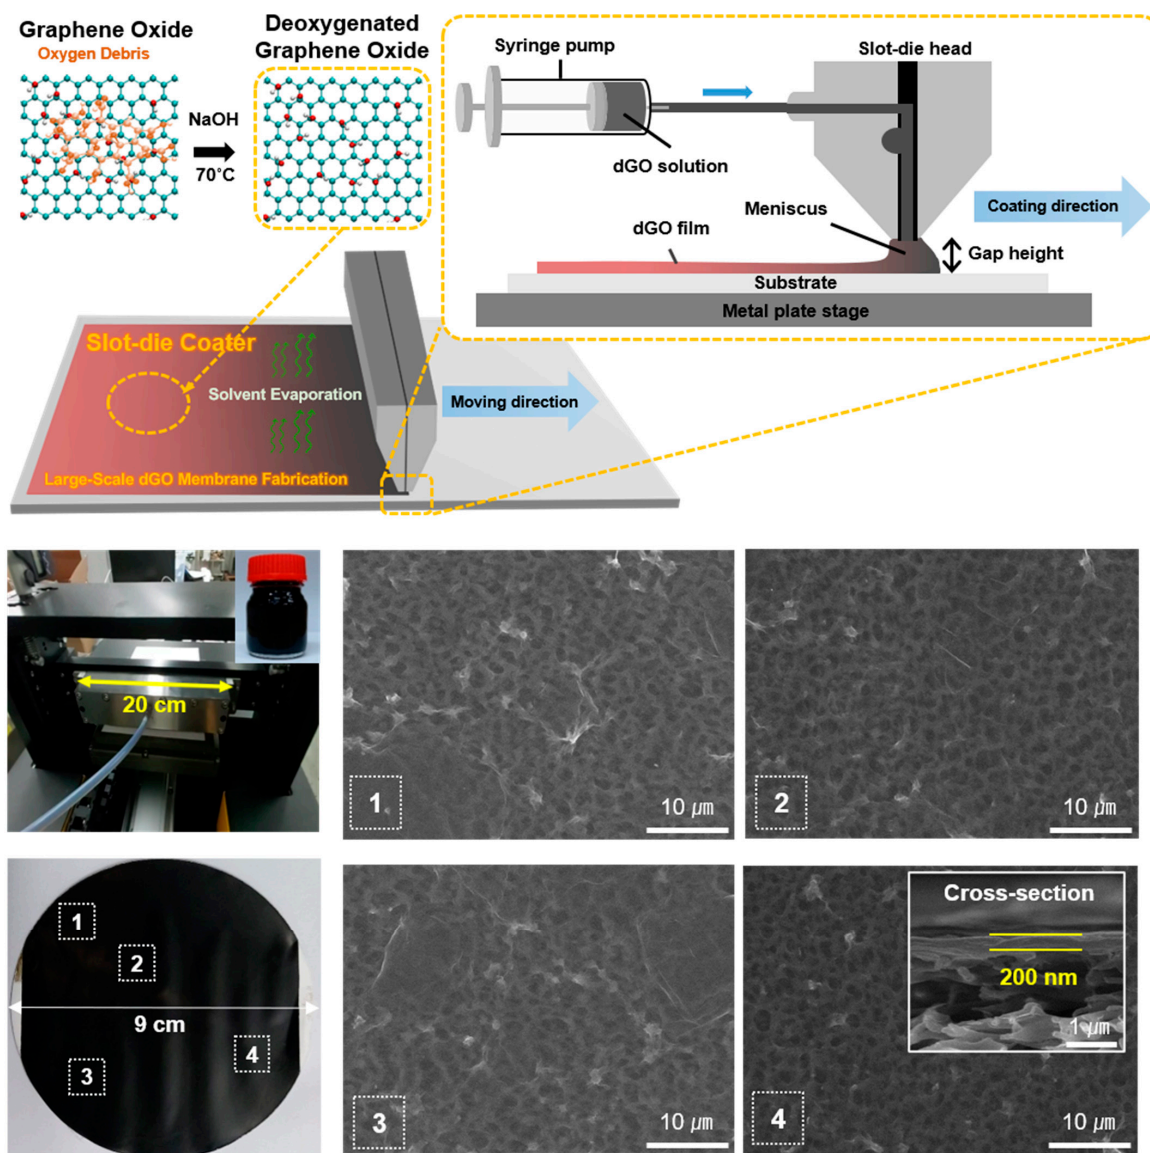 Graphene Oxide
Oxygen Debris
NaOH
70°C
Deoxygenated
Graphene Oxide
Syringe pump
dGO solution
Slot-die head
Meniscus
Coating direction
dGO film
Gap height
Substrate
Metal plate stage
Slot-die Coater
Solvent Evaporation
Moving direction
Large-Scale dGO Membrane Fabrication
20 cm
1
10 μm
2
10 μm
1
2
9 cm
3
4
3
10 μm
Cross-section
200 nm
1 μm
4
10 μm